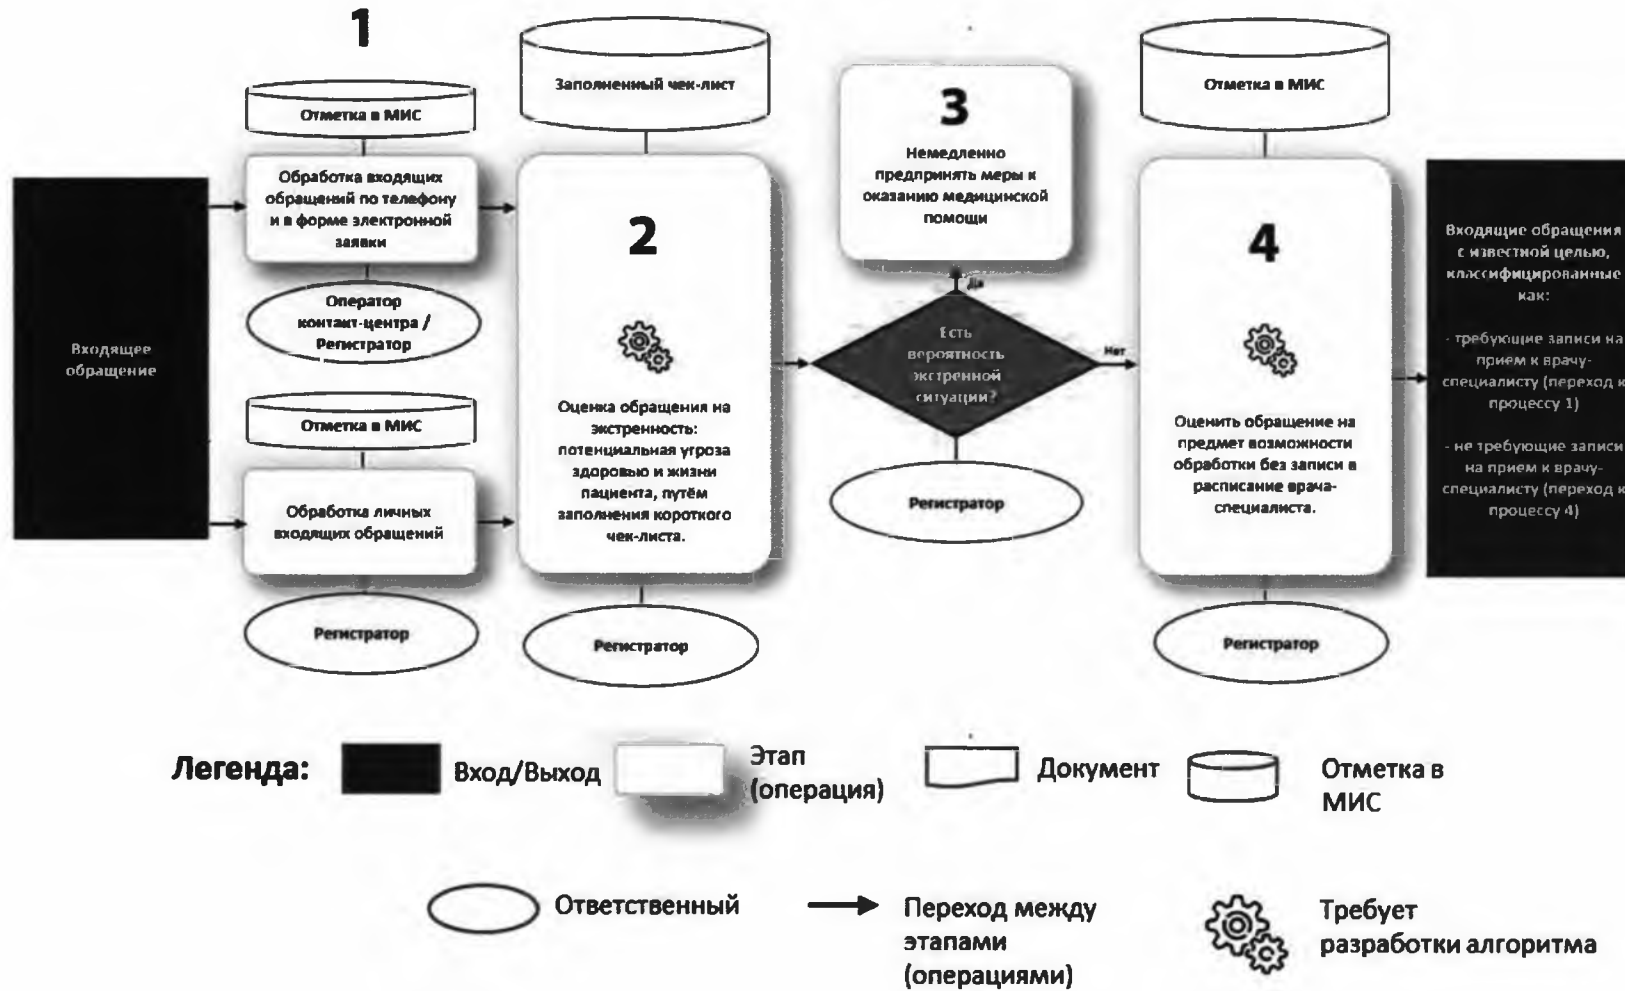 1
Отметка в МИС
Обработка входящих
обращений по телефону
и в форме электронной
заявки
Оператор
контакт-центра /
Регистратор
Входящее
обращение
Отметка в МИС
Обработка личных
входящих обращений
Регистратор
Заполненный чек-лист
2
Оценка обращения на
экстренность:
потенциальная угроза
здоровью и жизни
пациента, путём
заполнения короткого
чек-листа.
Регистратор
3
Немедленно
предпринять меры к
оказанию медицинской
помощи
Да
Есть
вероятность
экстренной
ситуации?
Нет
Регистратор
Отметка в МИС
4
Оценить обращение на
предмет возможности
обработки без записи в
расписание врача-
специалиста.
Регистратор
Входящие обращения
с известной целью,
классифицированные
как:
- требующие записи на
прием к врачу-
специалисту (переход к
процессу 1)
- не требующие записи
на прием к врачу-
специалисту (переход к
процессу 4)
Легенда:
Вход/Выход
Этап
(операция)
Документ
Отметка в
МИС
Ответственный
Переход между
этапами
(операциями)
Требует
разработки алгоритма